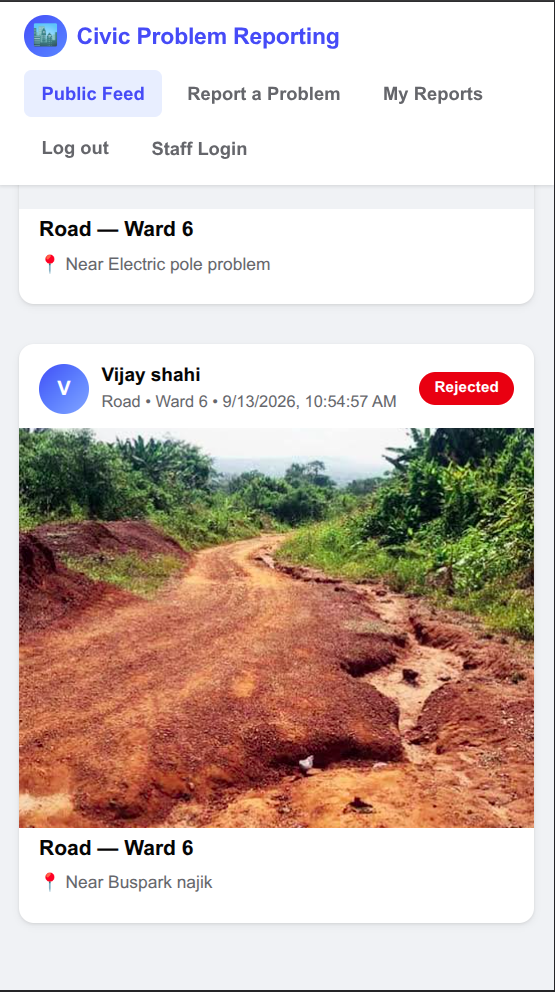 Civic Problem Reporting
Public Feed Report a Problem My Reports
Log out Staff Login
Road — Ward 6
📍 Near Electric pole problem
V
Vijay shahi
Road • Ward 6 • 9/13/2026, 10:54:57 AM
Rejected
Road — Ward 6
📍 Near Buspark najik